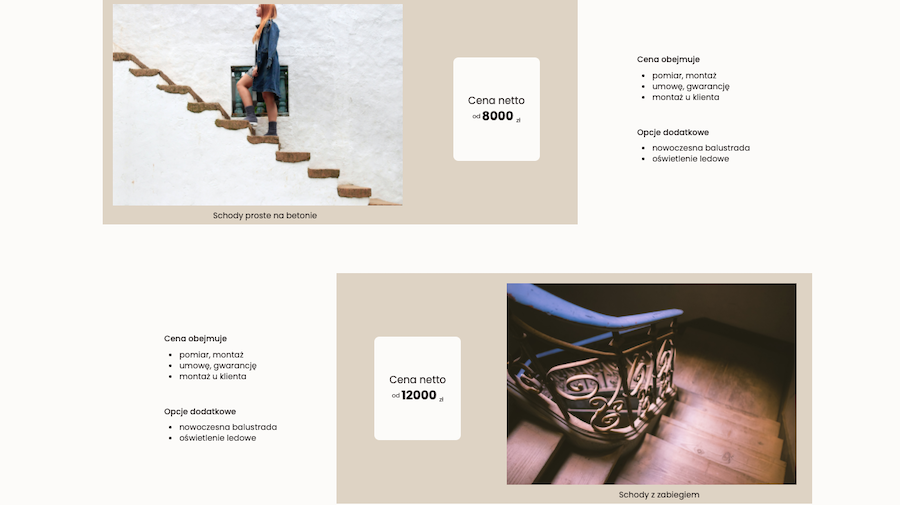 Cena netto
od 8000 zł
Schody proste na betonie
Cena obejmuje
• pomiar, montaż
• umowę, gwarancję
• montaż u klienta
Opcje dodatkowe
• nowoczesna balustrada
• oświetlenie ledowe
Cena obejmuje
• pomiar, montaż
• umowę, gwarancję
• montaż u klienta
Opcje dodatkowe
• nowoczesna balustrada
• oświetlenie ledowe
Cena netto
od 12000 zł
Schody z zabiegiem